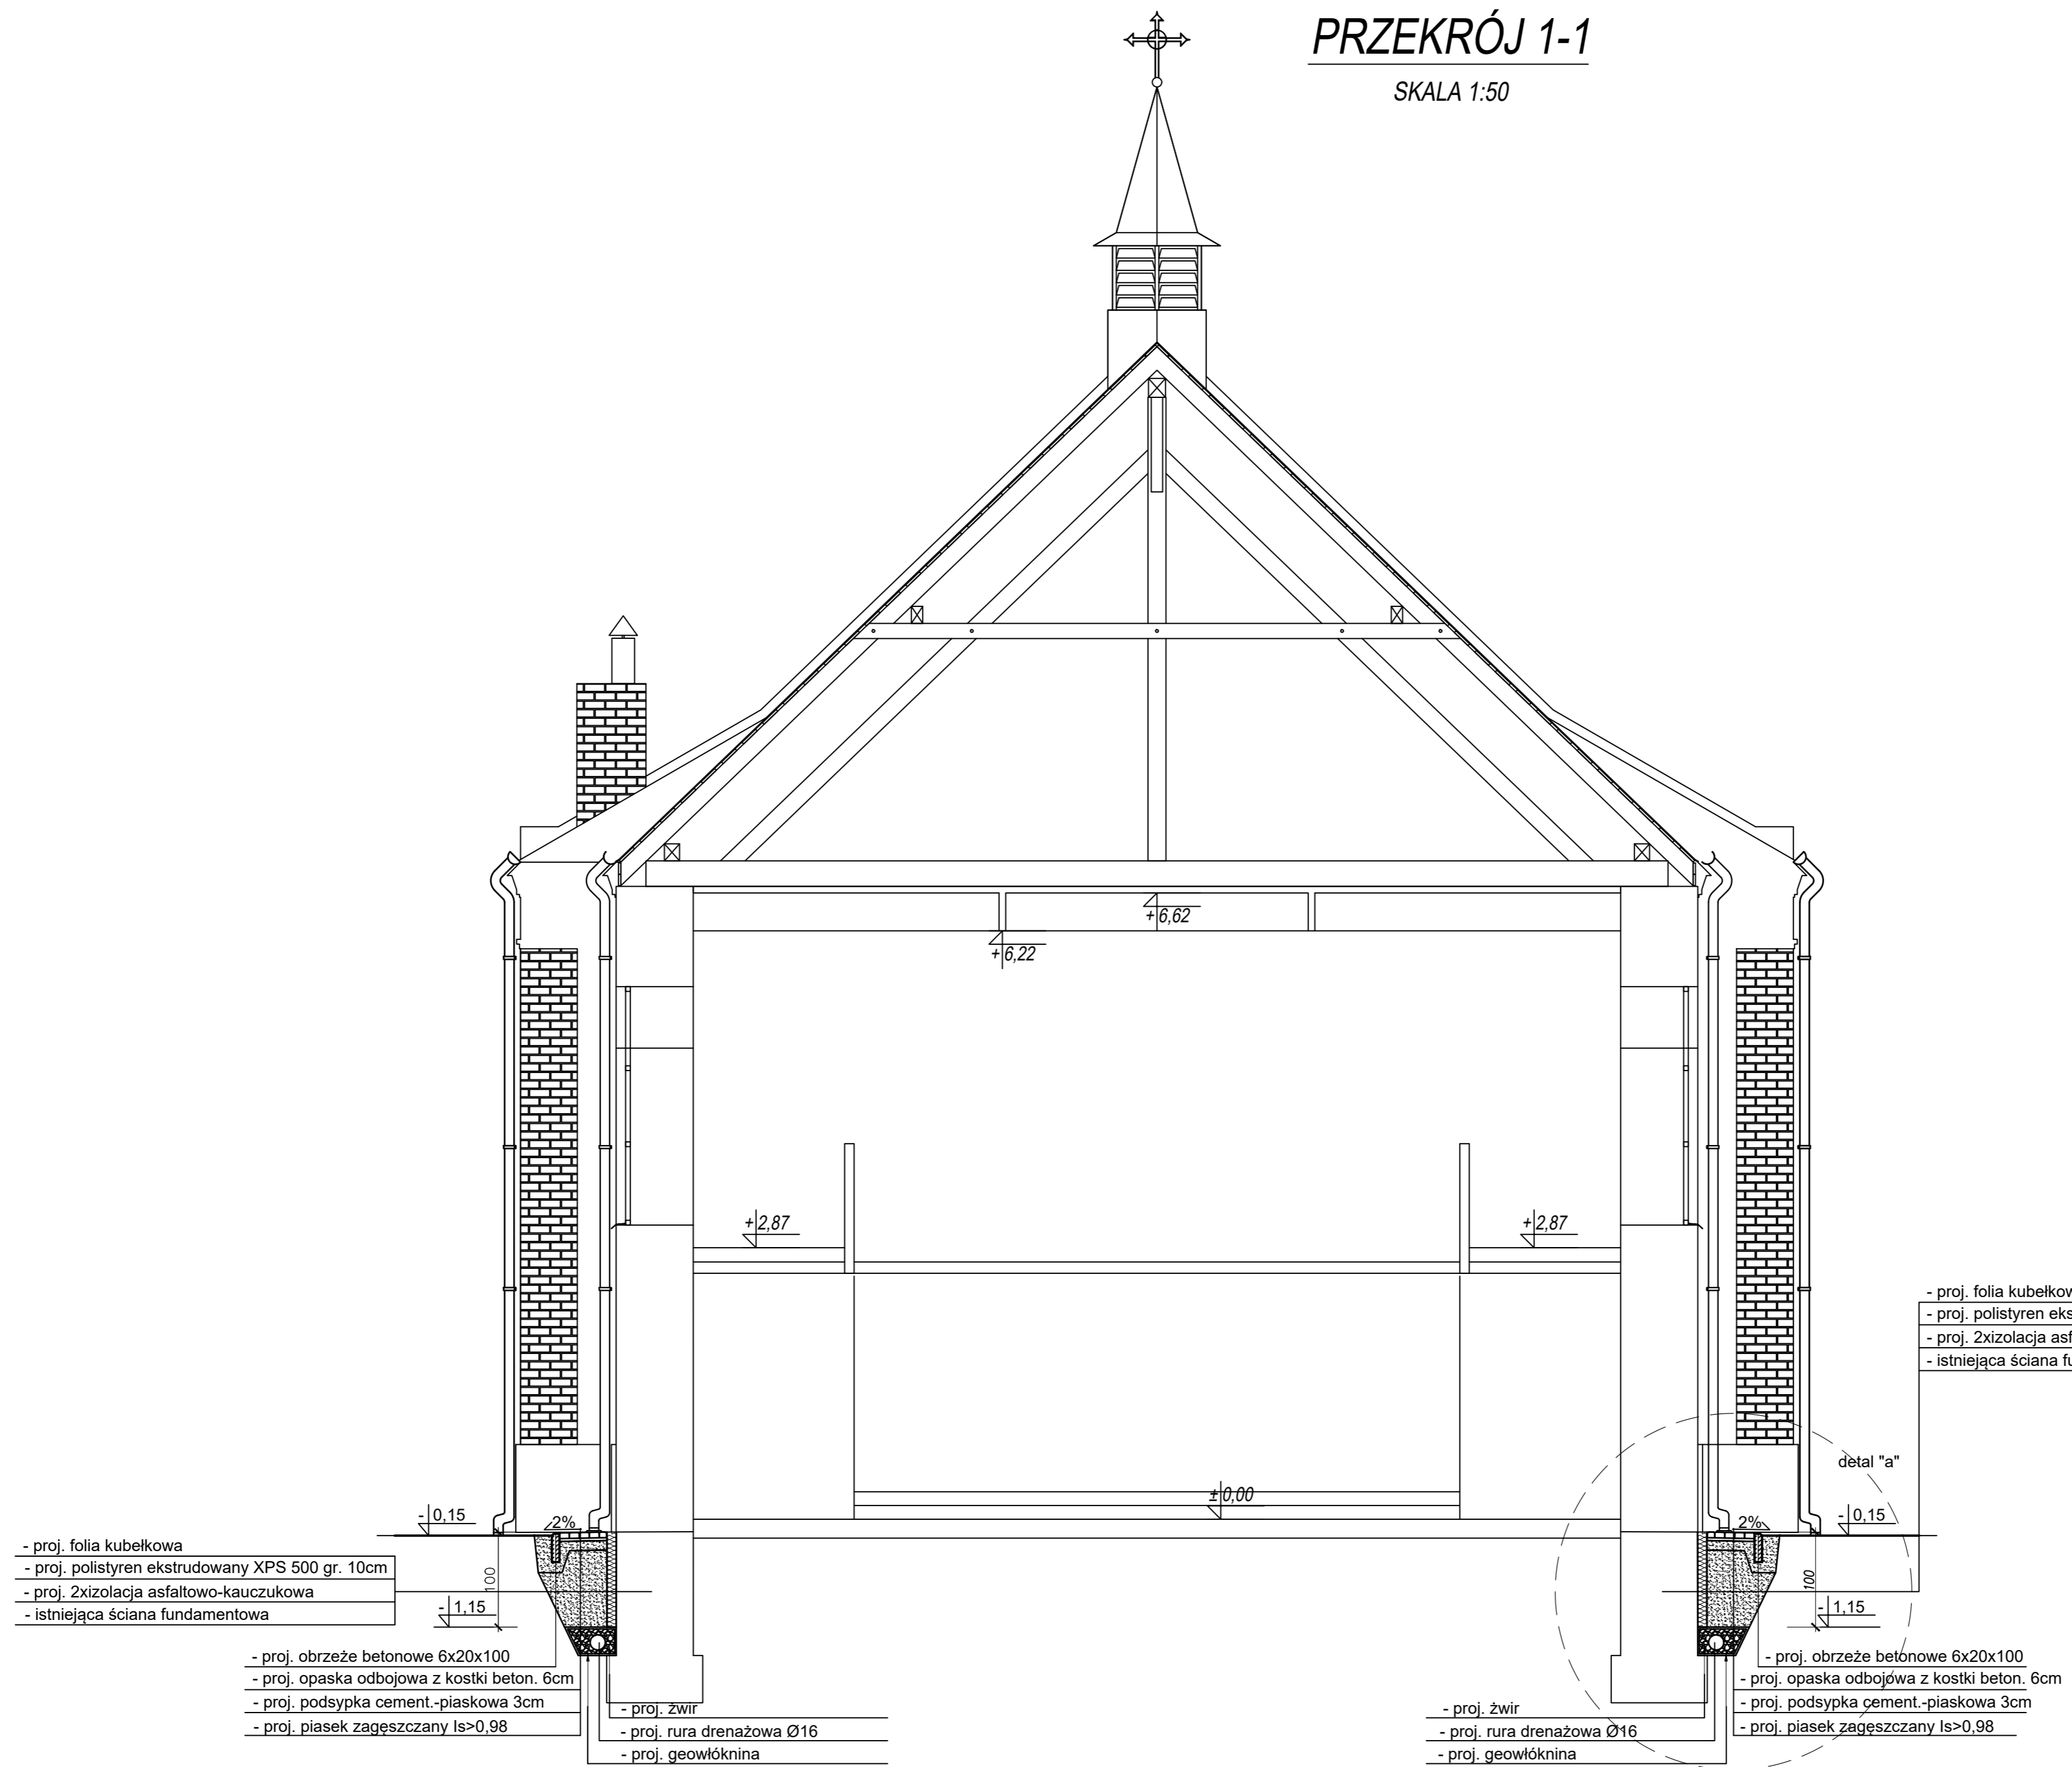 PRZEKRÓJ 1-1
SKALA 1:50
+6,62
+6,22
+2,87
+2,87
- proj. folia kubełkow
- proj. polistyren eks
- proj. 2xizolacja asf
- istniejąca ściana fu
detal "a"
±0,00
-0,15
2%
2%
-0,15
- proj. folia kubełkowa
- proj. polistyren ekstrudowany XPS 500 gr. 10cm
- proj. 2xizolacja asfaltowo-kauczukowa
- istniejąca ściana fundamentowa
100
-1,15
100
-1,15
- proj. obrzeże betonowe 6x20x100
- proj. opaska odbojowa z kostki beton. 6cm
- proj. podsypka cement.-piaskowa 3cm
- proj. piasek zagęszczany Is>0,98
- proj. żwir
- proj. rura drenażowa Ø16
- proj. geowłóknina
- proj. żwir
- proj. rura drenażowa Ø16
- proj. geowłóknina
- proj. obrzeże betonowe 6x20x100
- proj. opaska odbojowa z kostki beton. 6cm
- proj. podsypka cement.-piaskowa 3cm
- proj. piasek zagęszczany Is>0,98